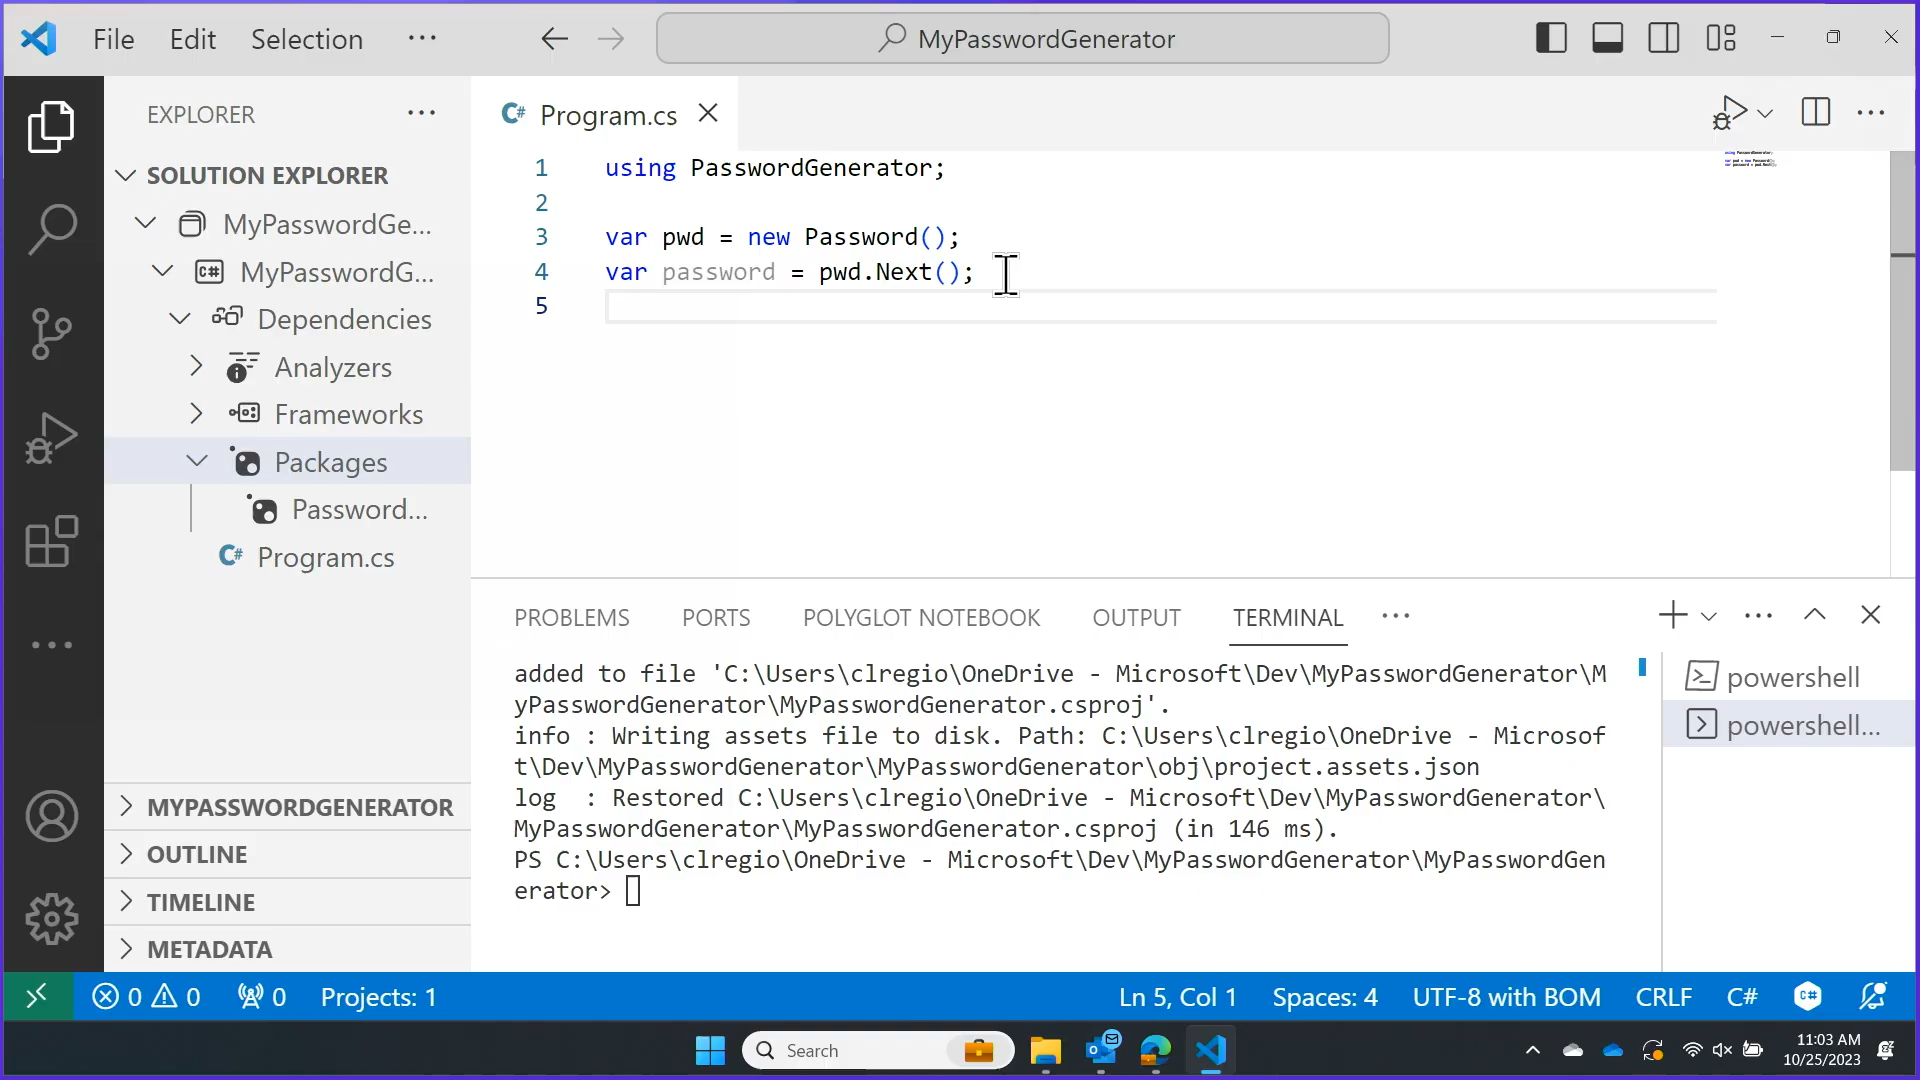 File Edit Selection ···
MyPasswordGenerator
EXPLORER ···
SOLUTION EXPLORER
MyPasswordGe...
MyPasswordG...
Dependencies
Analyzers
Frameworks
Packages
Password...
C# Program.cs
MYPASSWORDGENERATOR
OUTLINE
TIMELINE
METADATA
C# Program.cs
1 using PasswordGenerator;
2
3 var pwd = new Password();
4 var password = pwd.Next();
5
PROBLEMS PORTS POLYGLOT NOTEBOOK OUTPUT TERMINAL ···
added to file 'C:\Users\clregio\OneDrive - Microsoft\Dev\MyPasswordGenerator\M
yPasswordGenerator\MyPasswordGenerator.csproj'.
info : Writing assets file to disk. Path: C:\Users\clregio\OneDrive - Microsof
t\Dev\MyPasswordGenerator\MyPasswordGenerator\obj\project.assets.json
log  : Restored C:\Users\clregio\OneDrive - Microsoft\Dev\MyPasswordGenerator\
MyPasswordGenerator\MyPasswordGenerator.csproj (in 146 ms).
PS C:\Users\clregio\OneDrive - Microsoft\Dev\MyPasswordGenerator\MyPasswordGen
erator>
powershell
powershell...
0 0 0 Projects: 1 Ln 5, Col 1 Spaces: 4 UTF-8 with BOM CRLF C#
Search
11:03 AM
10/25/2023